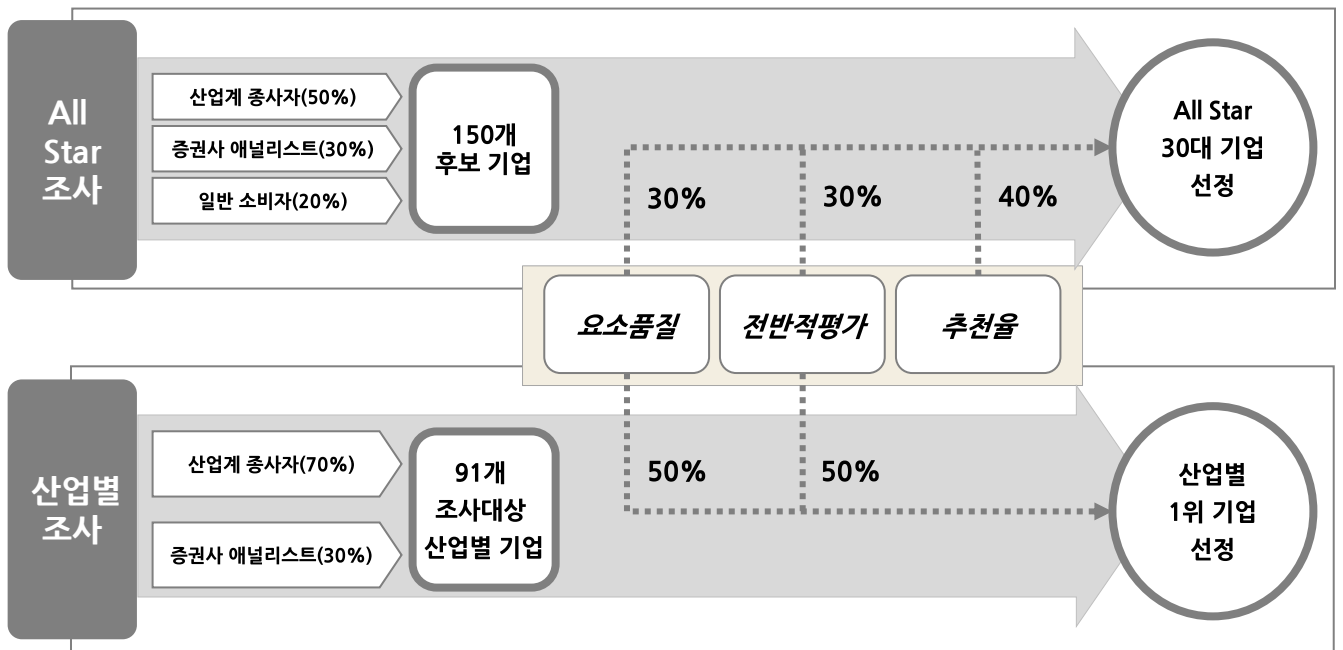 All
Star
조사
산업계 종사자(50%)
증권사 애널리스트(30%)
일반 소비자(20%)
150개
후보 기업
30%
30%
40%
All Star
30대 기업
선정
요소품질
전반적평가
추천율
산업별
조사
산업계 종사자(70%)
증권사 애널리스트(30%)
91개
조사대상
산업별 기업
50%
50%
산업별
1위 기업
선정